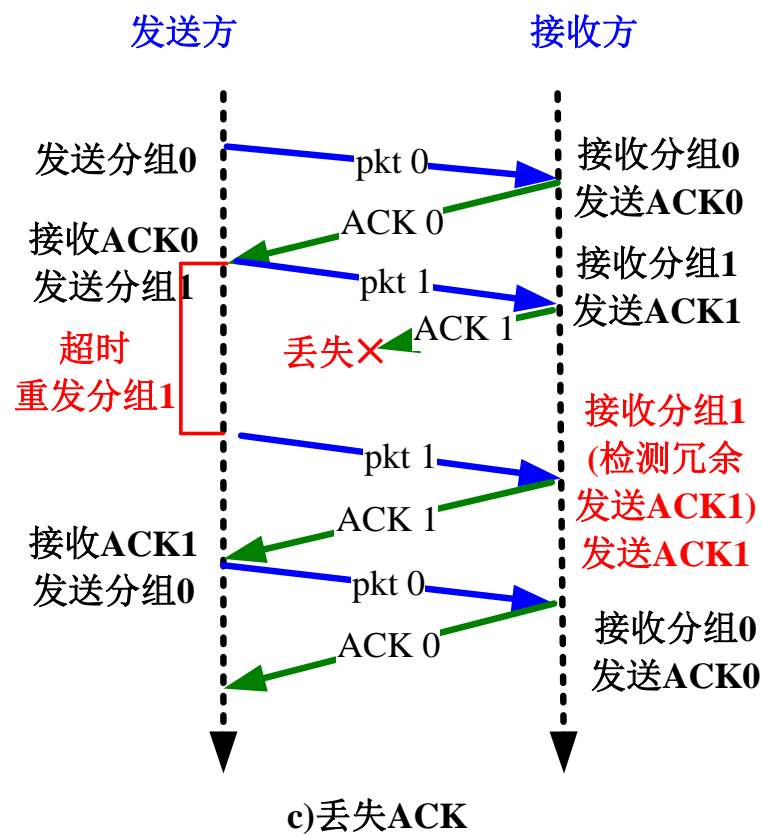 发送方
接收方
发送分组0
pkt 0
接收分组0
发送ACK0
ACK 0
接收ACK0
发送分组1
pkt 1
接收分组1
发送ACK1
ACK 1
丢失
超时
重发分组1
pkt 1
接收分组1
(检测冗余
发送ACK1)
发送ACK1
ACK 1
接收ACK1
发送分组0
pkt 0
接收分组0
发送ACK0
ACK 0
c)丢失ACK